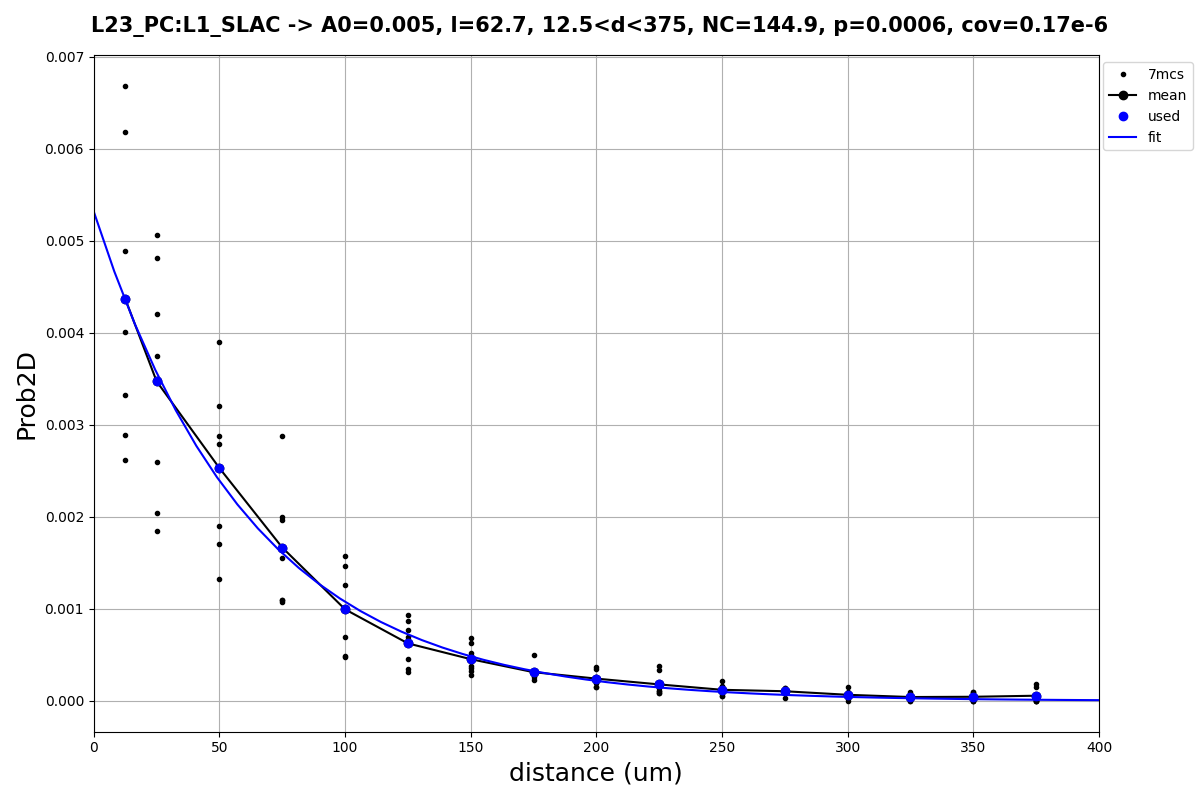 L23_PC:L1_SLAC -> A0=0.005, l=62.7, 12.5<d<375, NC=144.9, p=0.0006, cov=0.17e-6
0.007
0.006
0.005
0.004
0.003
0.002
0.001
0.000
Prob2D
0
50
100
150
200
250
300
350
400
distance (um)
7mcs
mean
used
fit